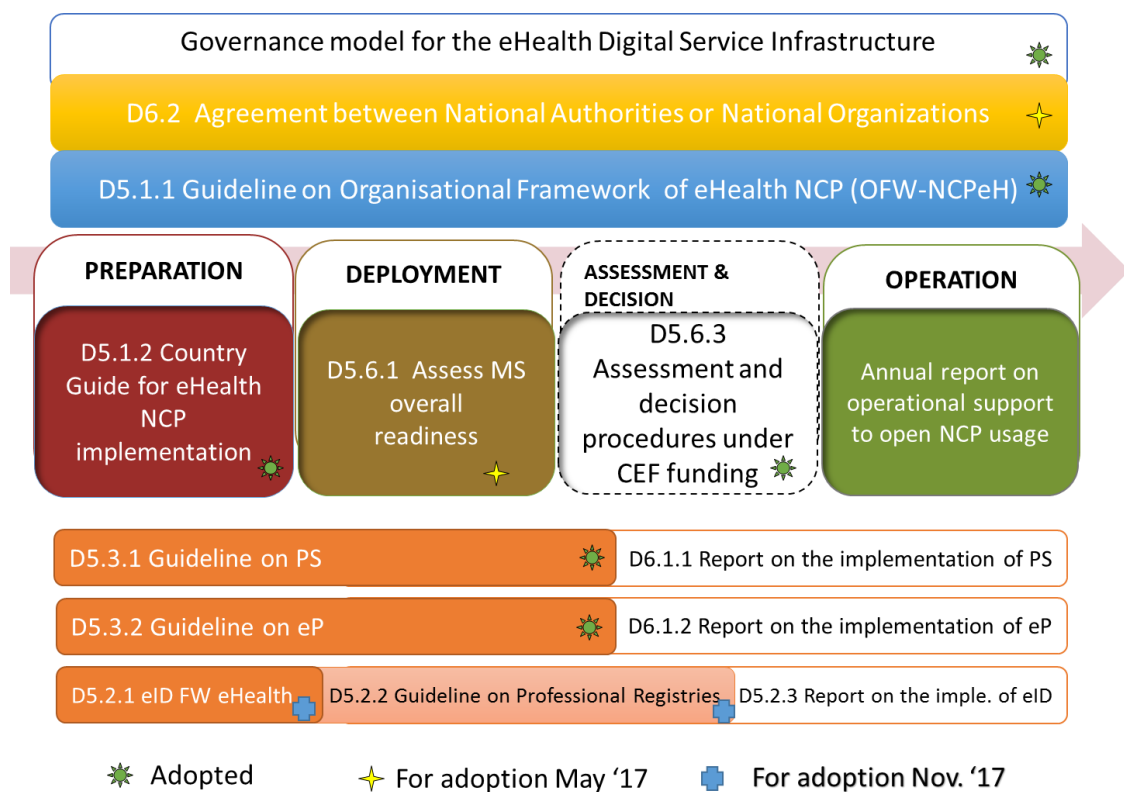 Governance model for the eHealth Digital Service Infrastructure
D6.2 Agreement between National Authorities or National Organizations
D5.1.1 Guideline on Organisational Framework of eHealth NCP (OFW-NCPeH)
PREPARATION
D5.1.2 Country
Guide for eHealth
NCP
implementation
DEPLOYMENT
D5.6.1 Assess MS
overall
readiness
ASSESSMENT &
DECISION
D5.6.3
Assessment and
decision
procedures under
CEF funding
OPERATION
Annual report on
operational support
to open NCP usage
D5.3.1 Guideline on PS
D6.1.1 Report on the implementation of PS
D5.3.2 Guideline on eP
D6.1.2 Report on the implementation of eP
D5.2.1 eID FW eHealth
D5.2.2 Guideline on Professional Registries
D5.2.3 Report on the imple. of eID
Adopted
For adoption May ‘17
For adoption Nov. ‘17